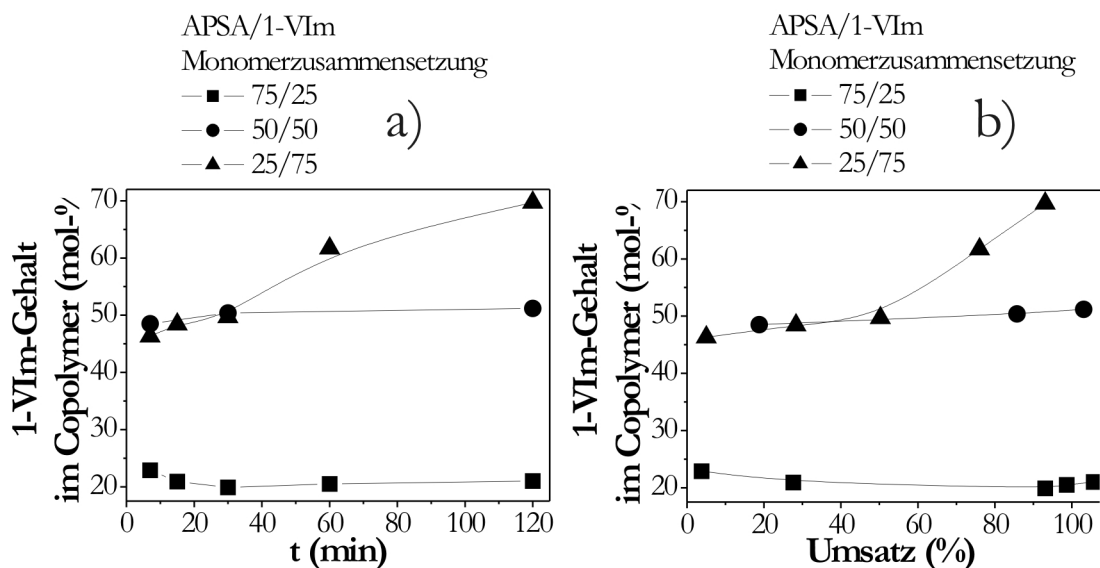 APSA/1-VIm
Monomerzusammensetzung
75/25
50/50
25/75
a)
70
60
50
40
30
20
0 20 40 60 80 100 120
t (min)
1-VIm-Gehalt
im Copolymer (mol-%)
APSA/1-VIm
Monomerzusammensetzung
75/25
50/50
25/75
b)
70
60
50
40
30
20
0 20 40 60 80 100
Umsatz (%)
1-VIm-Gehalt
im Copolymer (mol-%)